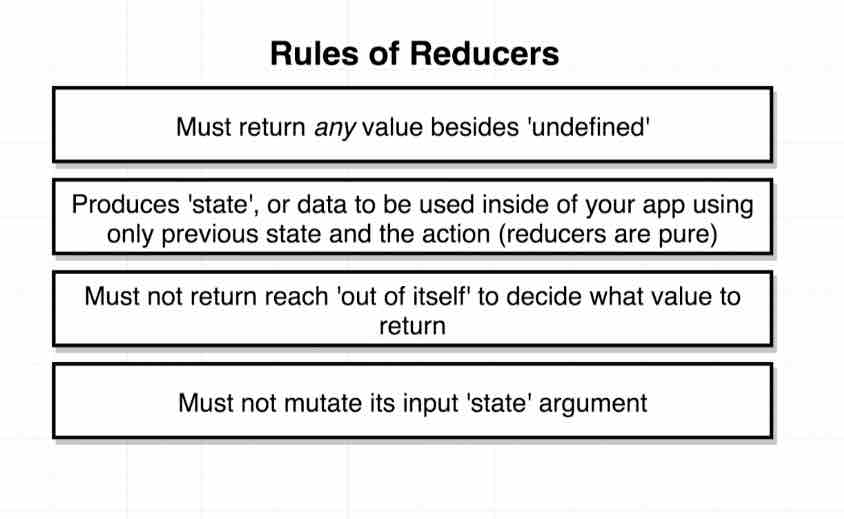 Rules of Reducers
Must return any value besides 'undefined'
Produces 'state', or data to be used inside of your app using
only previous state and the action (reducers are pure)
Must not return reach 'out of itself' to decide what value to
return
Must not mutate its input 'state' argument